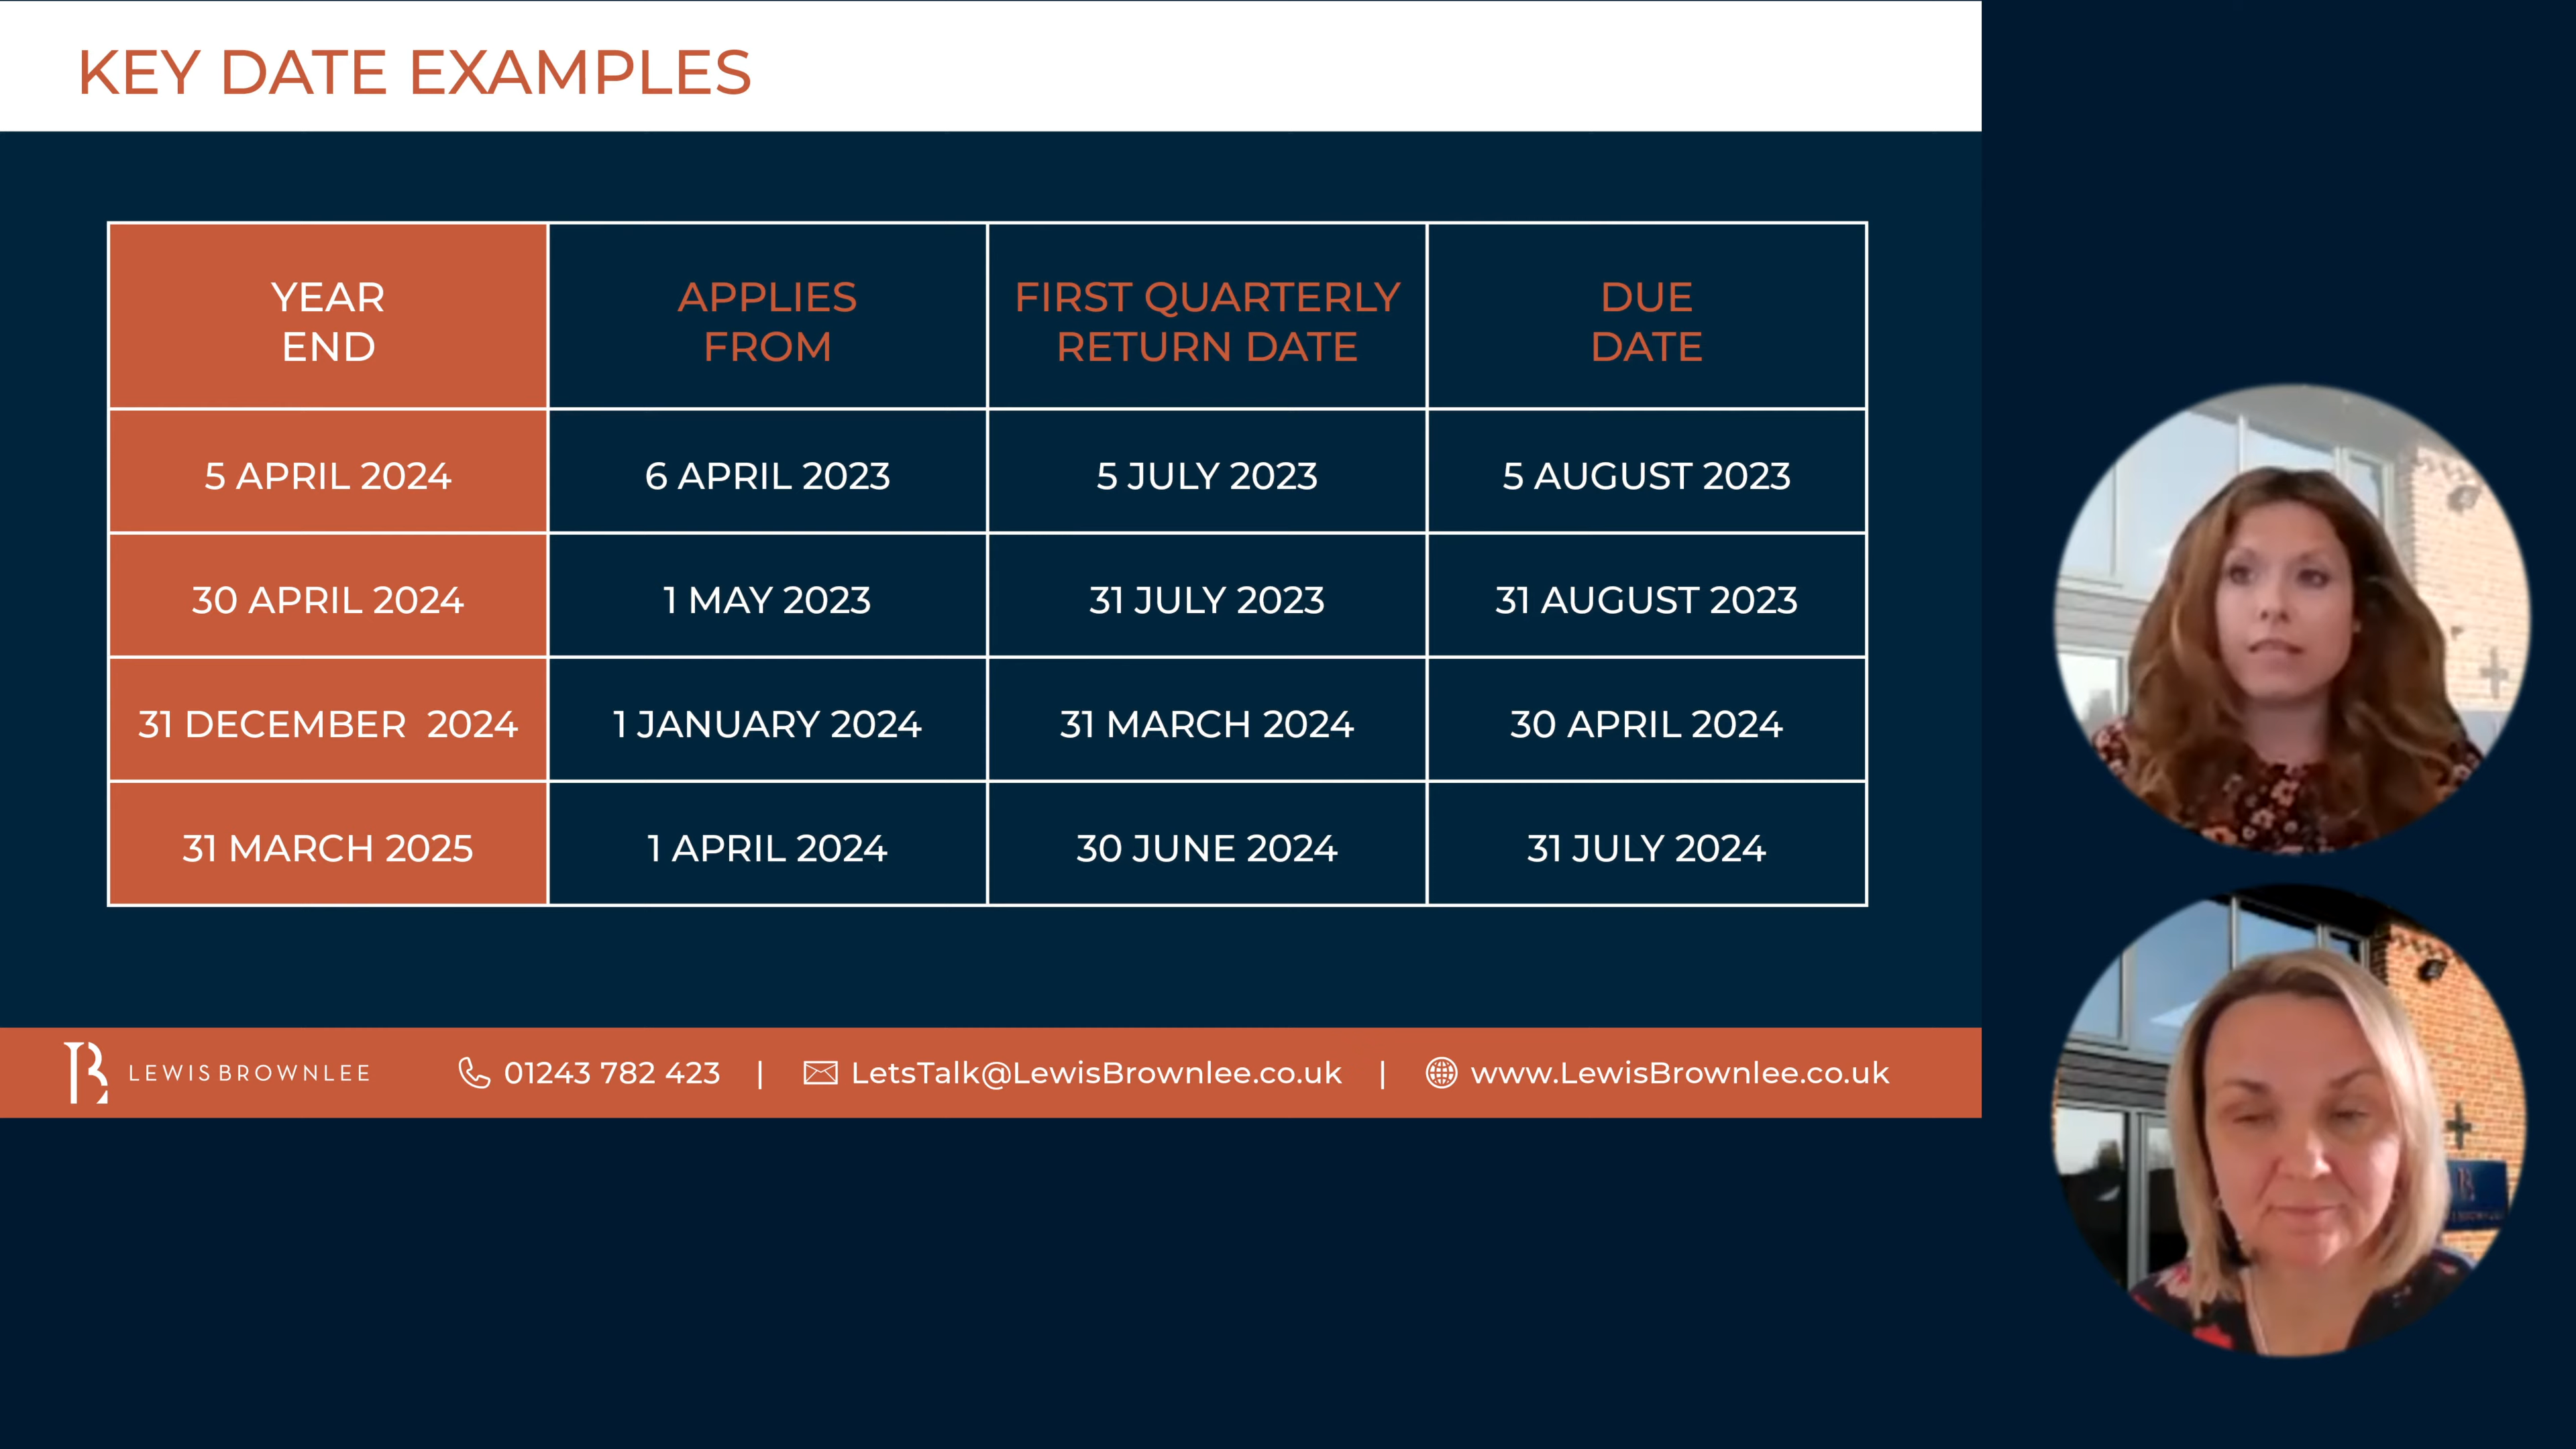 KEY DATE EXAMPLES
YEAR
END
APPLIES
FROM
FIRST QUARTERLY
RETURN DATE
DUE
DATE
5 APRIL 2024
6 APRIL 2023
5 JULY 2023
5 AUGUST 2023
30 APRIL 2024
1 MAY 2023
31 JULY 2023
31 AUGUST 2023
31 DECEMBER 2024
1 JANUARY 2024
31 MARCH 2024
30 APRIL 2024
31 MARCH 2025
1 APRIL 2024
30 JUNE 2024
31 JULY 2024
LEWIS BROWNLEE
01243 782 423 | LetsTalk@LewisBrownlee.co.uk | www.LewisBrownlee.co.uk